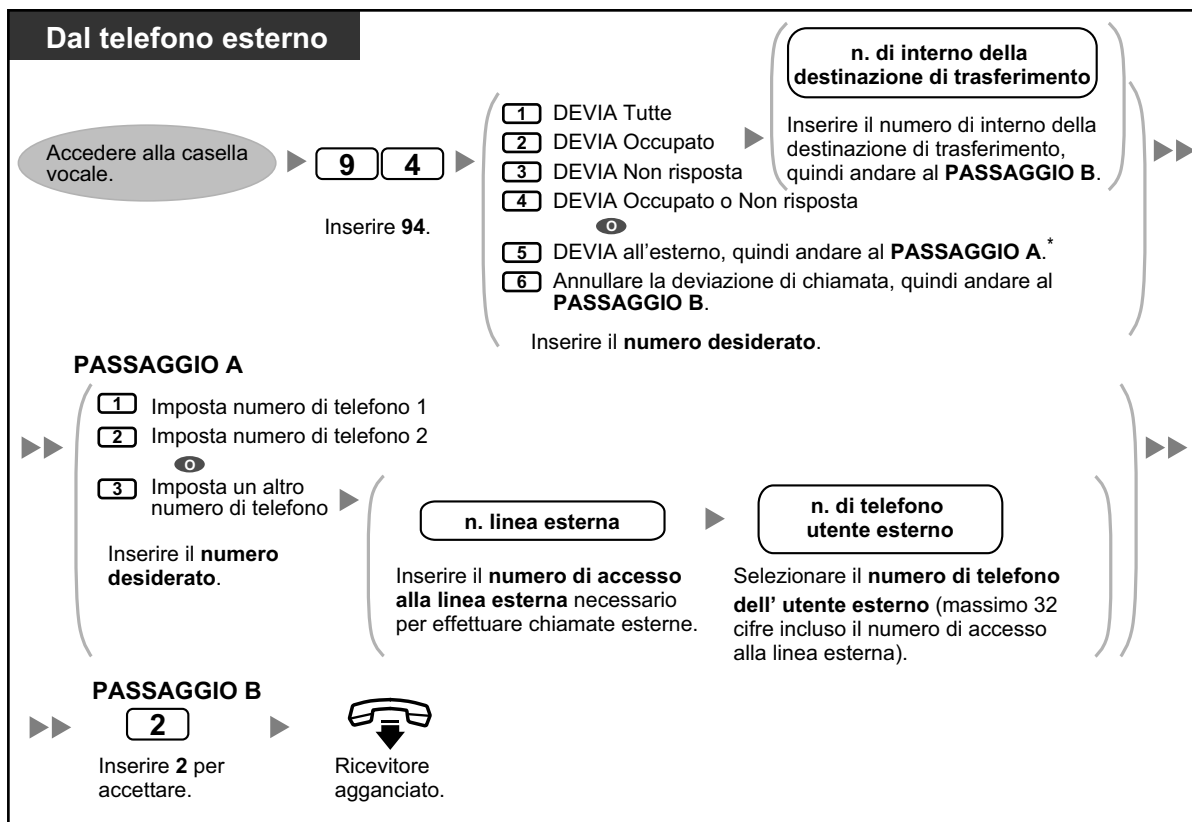 Dal telefono esterno
Accedere alla casella
vocale.
9 4
Inserire 94.
1 DEVIA Tutte
2 DEVIA Occupato
3 DEVIA Non risposta
4 DEVIA Occupato o Non risposta
O
5 DEVIA all'esterno, quindi andare al PASSAGGIO A.*
6 Annullare la deviazione di chiamata, quindi andare al
PASSAGGIO B.
Inserire il numero desiderato.
n. di interno della
destinazione di trasferimento
Inserire il numero di interno della
destinazione di trasferimento,
quindi andare al PASSAGGIO B.
PASSAGGIO A
1 Imposta numero di telefono 1
2 Imposta numero di telefono 2
O
3 Imposta un altro
numero di telefono
Inserire il numero
desiderato.
n. linea esterna
Inserire il numero di accesso
alla linea esterna necessario
per effettuare chiamate esterne.
n. di telefono
utente esterno
Selezionare il numero di telefono
dell' utente esterno (massimo 32
cifre incluso il numero di accesso
alla linea esterna).
PASSAGGIO B
2
Inserire 2 per
accettare.
Ricevitore
agganciato.